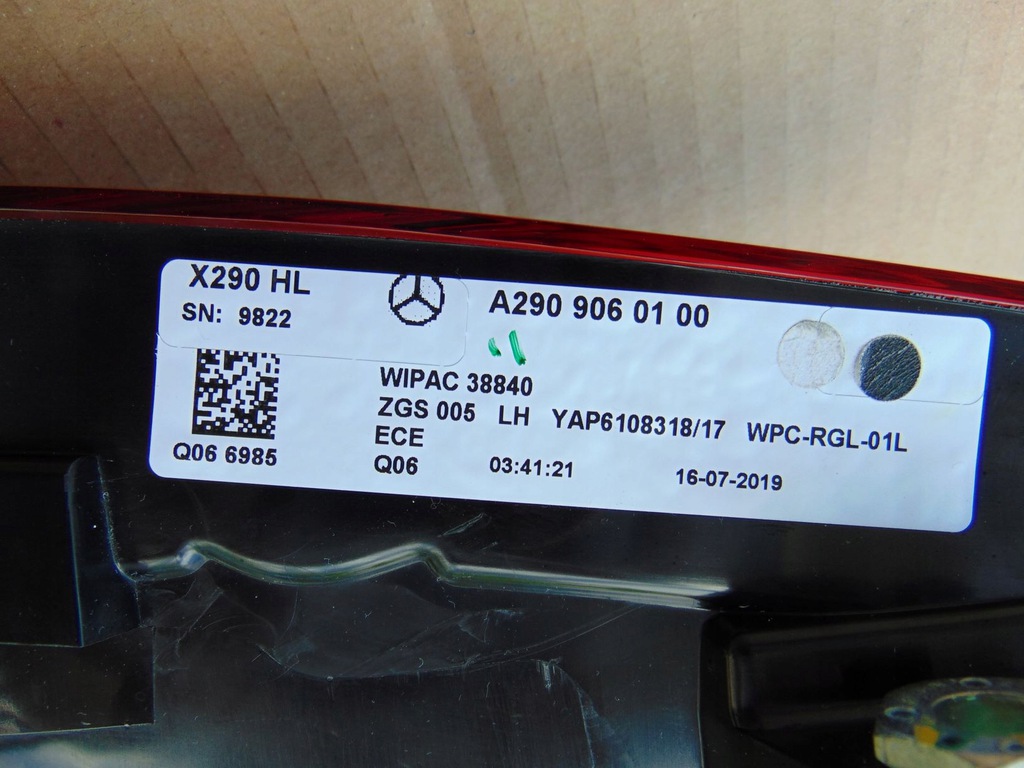 X290 HL
A290 906 01 00
SN: 9822
WIPAC 38840
ZGS 005 LH YAP6108318/17 WPC-RGL-01L
ECE
Q06 6985
Q06 03:41:21 16-07-2019